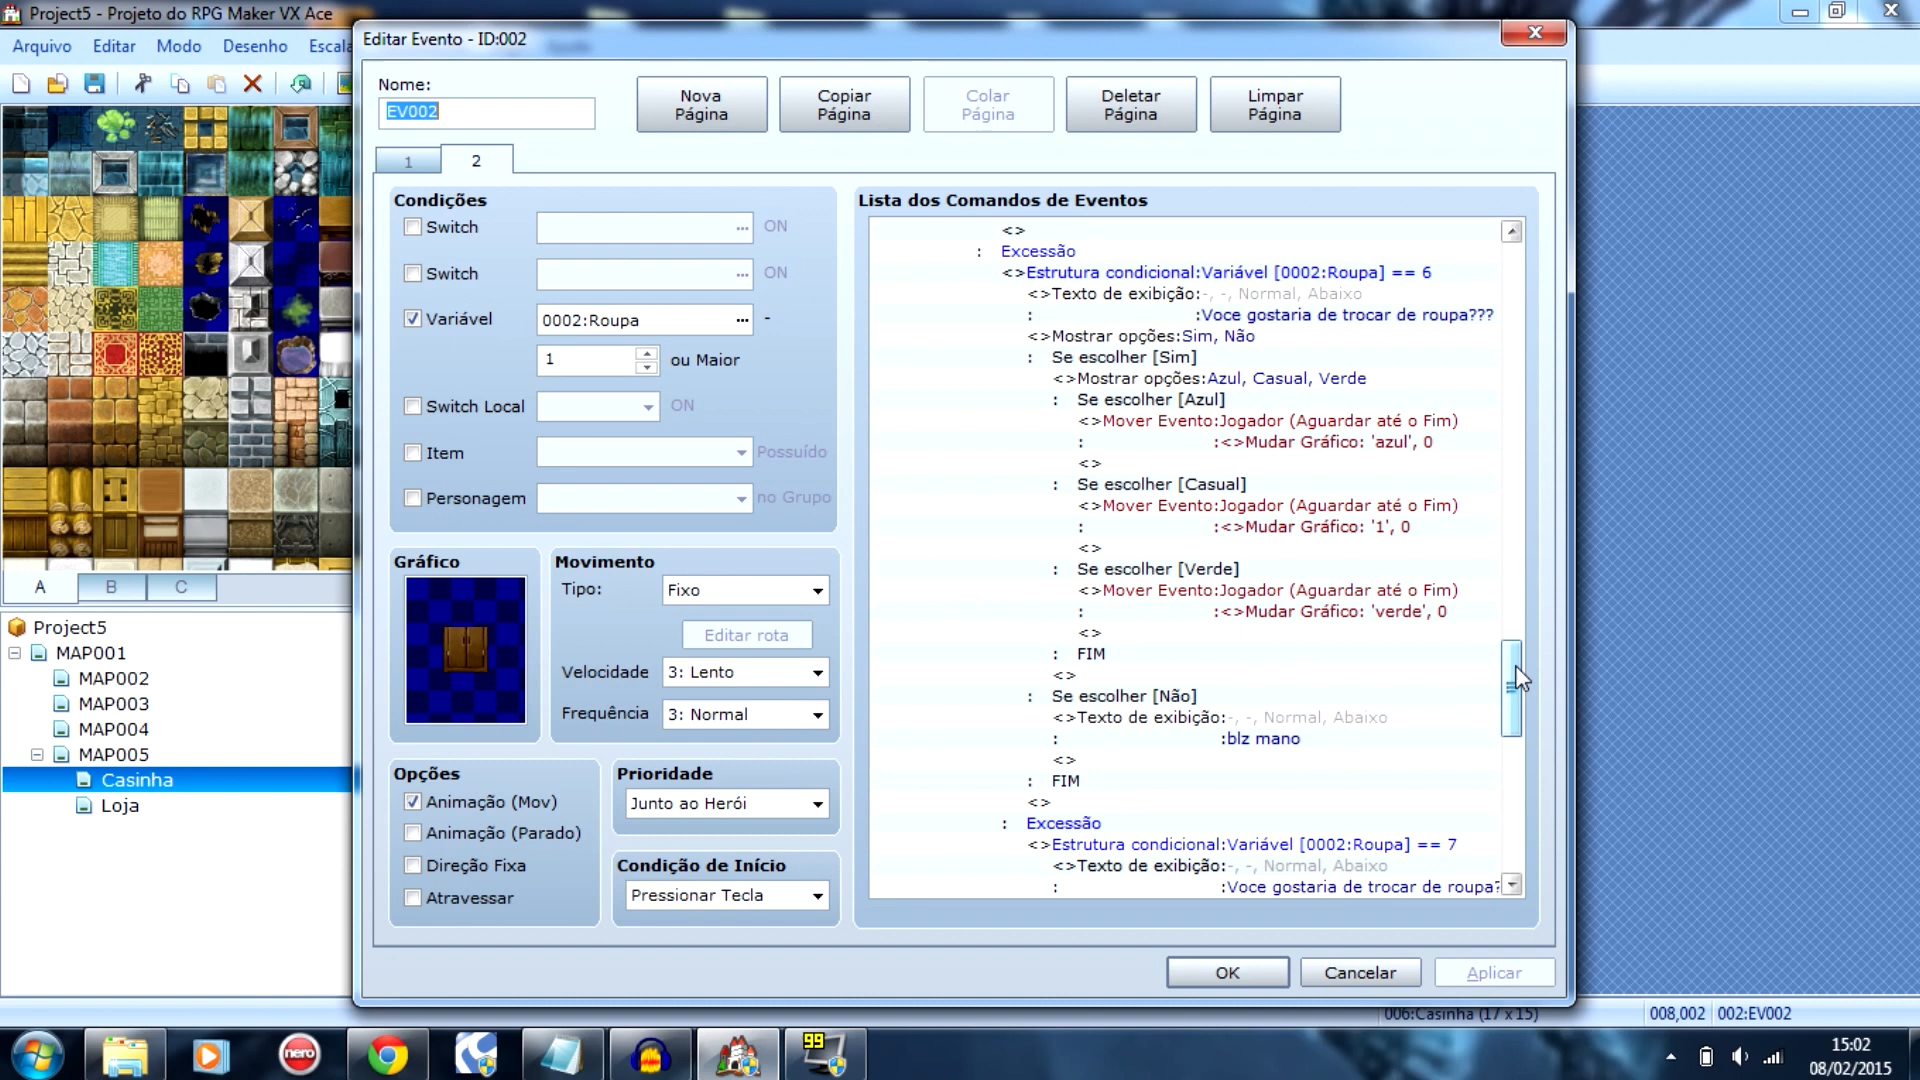 Project5 - Projeto do RPG Maker VX Ace
Arquivo Editar Modo Desenho Escala
Editar Evento - ID:002
Nome:
EV002
Nova Página
Copiar Página
Colar Página
Deletar Página
Limpar Página
1 2
Condições
Switch ... ON
Switch ... ON
Variável 0002:Roupa ... -
1 ou Maior
Switch Local ON
Item Possuído
Personagem no Grupo
Gráfico
Movimento
Tipo: Fixo
Editar rota
Velocidade 3: Lento
Frequência 3: Normal
Opções
Animação (Mov)
Animação (Parado)
Direção Fixa
Atravessar
Prioridade
Junto ao Herói
Condição de Início
Pressionar Tecla
Lista dos Comandos de Eventos
<>
: Excessão
<>Estrutura condicional:Variável [0002:Roupa] == 6
<>Texto de exibição:-, -, Normal, Abaixo
: :Voce gostaria de trocar de roupa???
<>Mostrar opções:Sim, Não
: Se escolher [Sim]
<>Mostrar opções:Azul, Casual, Verde
: Se escolher [Azul]
<>Mover Evento:Jogador (Aguardar até o Fim)
: :<>Mudar Gráfico: 'azul', 0
<>
: Se escolher [Casual]
<>Mover Evento:Jogador (Aguardar até o Fim)
: :<>Mudar Gráfico: '1', 0
<>
: Se escolher [Verde]
<>Mover Evento:Jogador (Aguardar até o Fim)
: :<>Mudar Gráfico: 'verde', 0
<>
: FIM
<>
: Se escolher [Não]
<>Texto de exibição:-, -, Normal, Abaixo
: :blz mano
<>
: FIM
<>
: Excessão
<>Estrutura condicional:Variável [0002:Roupa] == 7
<>Texto de exibição:-, -, Normal, Abaixo
: :Voce gostaria de trocar de roupa?
OK Cancelar Aplicar
A B C
Project5
MAP001
MAP002
MAP003
MAP004
MAP005
Casinha
Loja
006:Casinha (17 x 15) 008,002 002:EV002
nero
99
15:02
08/02/2015